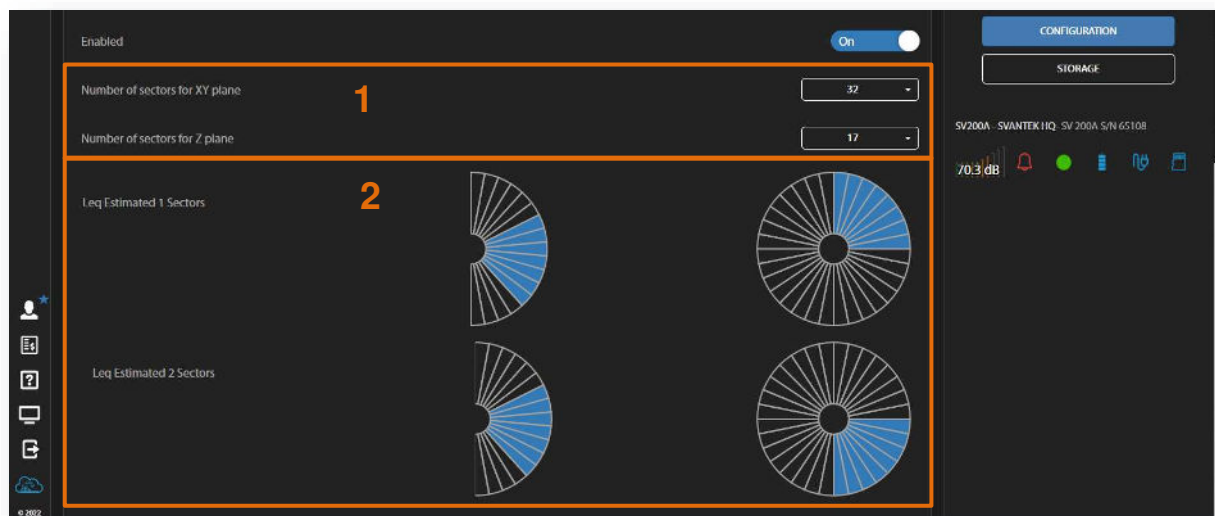 Enabled
On
CONFIGURATION
STORAGE
1
Number of sectors for XY plane
32
Number of sectors for Z plane
17
SV200A - SVANTEK HQ- SV 200A S/N 65108
70.3 dB
2
Leq Estimated 1 Sectors
Leq Estimated 2 Sectors
© 2022